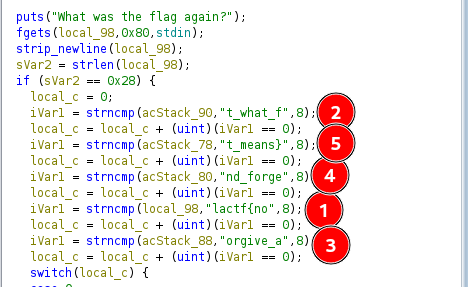 puts("What was the flag again?");
fgets(local_98,0x80,stdin);
strip_newline(local_98);
sVar2 = strlen(local_98);
if (sVar2 == 0x28) {
local_c = 0;
iVar1 = strncmp(acStack_90,"t_what_f",8); 2
local_c = local_c + (uint)(iVar1 == 0);
iVar1 = strncmp(acStack_78,"t_means}",8); 5
local_c = local_c + (uint)(iVar1 == 0);
iVar1 = strncmp(acStack_80,"nd_forge",8); 4
local_c = local_c + (uint)(iVar1 == 0);
iVar1 = strncmp(local_98,"lactf{no",8); 1
local_c = local_c + (uint)(iVar1 == 0);
iVar1 = strncmp(acStack_88,"orgive_a",8) 3
local_c = local_c + (uint)(iVar1 == 0);
switch(local_c) {